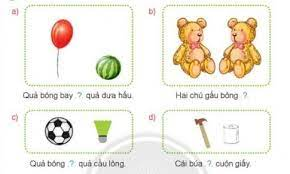 a)
b)
Quả bóng bay .?. quả dưa hấu.
Hai chú gấu bông .?.
c)
d)
Quả bóng .?. quả cầu lông.
Cái búa .?. cuộn giấy.